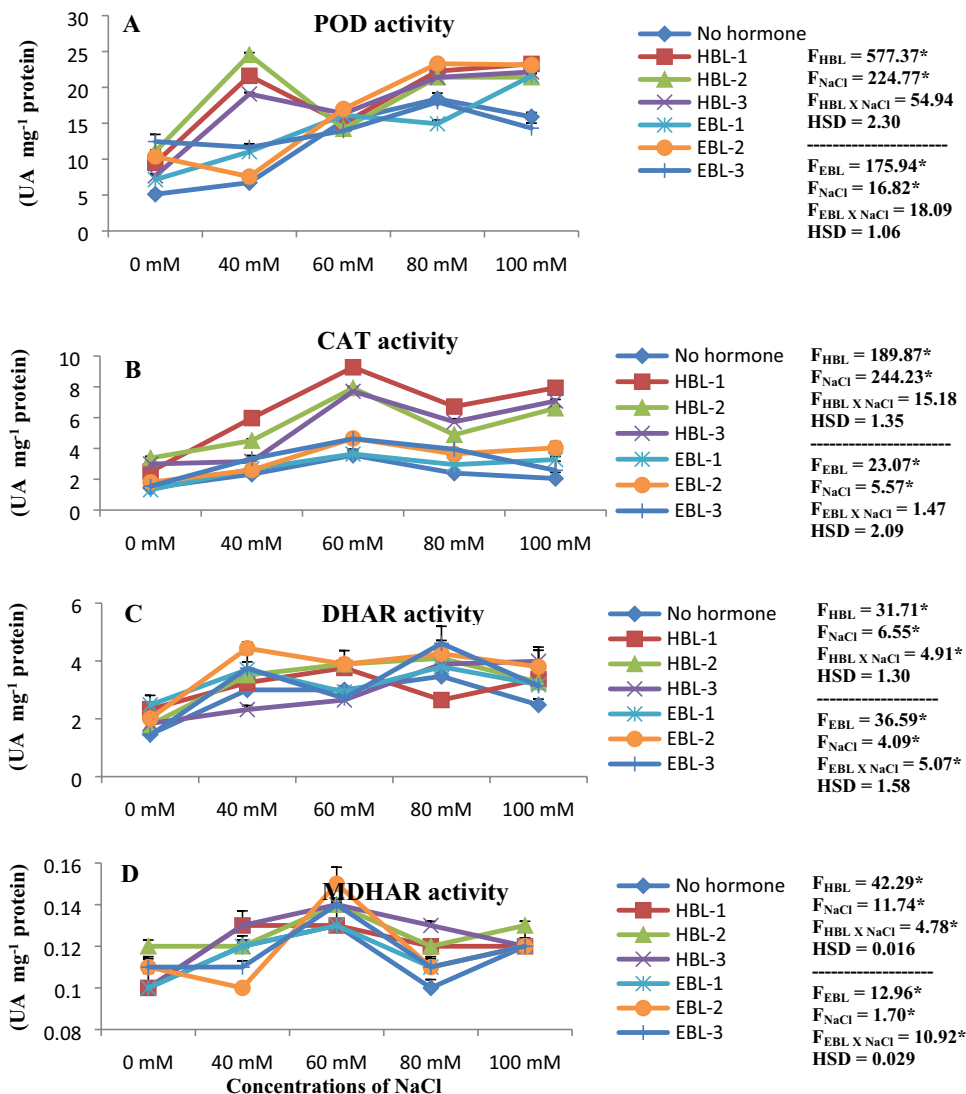 A
POD activity
(UA mg-1 protein)
30
25
20
15
10
5
0
0 mM 40 mM 60 mM 80 mM 100 mM
No hormone
HBL-1
HBL-2
HBL-3
EBL-1
EBL-2
EBL-3
FHBL = 577.37*
FNaCl = 224.77*
FHBL X NaCl = 54.94
HSD = 2.30
----------------------
FEBL = 175.94*
FNaCl = 16.82*
FEBL X NaCl = 18.09
HSD = 1.06
B
CAT activity
(UA mg-1 protein)
10
8
6
4
2
0
0 mM 40 mM 60 mM 80 mM 100 mM
No hormone
HBL-1
HBL-2
HBL-3
EBL-1
EBL-2
EBL-3
FHBL = 189.87*
FNaCl = 244.23*
FHBL X NaCl = 15.18
HSD = 1.35
----------------------
FEBL = 23.07*
FNaCl = 5.57*
FEBL X NaCl = 1.47
HSD = 2.09
C
DHAR activity
(UA mg-1 protein)
6
4
2
0
0 mM 40 mM 60 mM 80 mM 100 mM
No hormone
HBL-1
HBL-2
HBL-3
EBL-1
EBL-2
EBL-3
FHBL = 31.71*
FNaCl = 6.55*
FHBL X NaCl = 4.91*
HSD = 1.30
-------------------
FEBL = 36.59*
FNaCl = 4.09*
FEBL X NaCl = 5.07*
HSD = 1.58
D
MDHAR activity
(UA mg-1 protein)
0.16
0.14
0.12
0.1
0.08
0 mM 40 mM 60 mM 80 mM 100 mM
Concentrations of NaCl
No hormone
HBL-1
HBL-2
HBL-3
EBL-1
EBL-2
EBL-3
FHBL = 42.29*
FNaCl = 11.74*
FHBL X NaCl = 4.78*
HSD = 0.016
-------------------
FEBL = 12.96*
FNaCl = 1.70*
FEBL X NaCl = 10.92*
HSD = 0.029